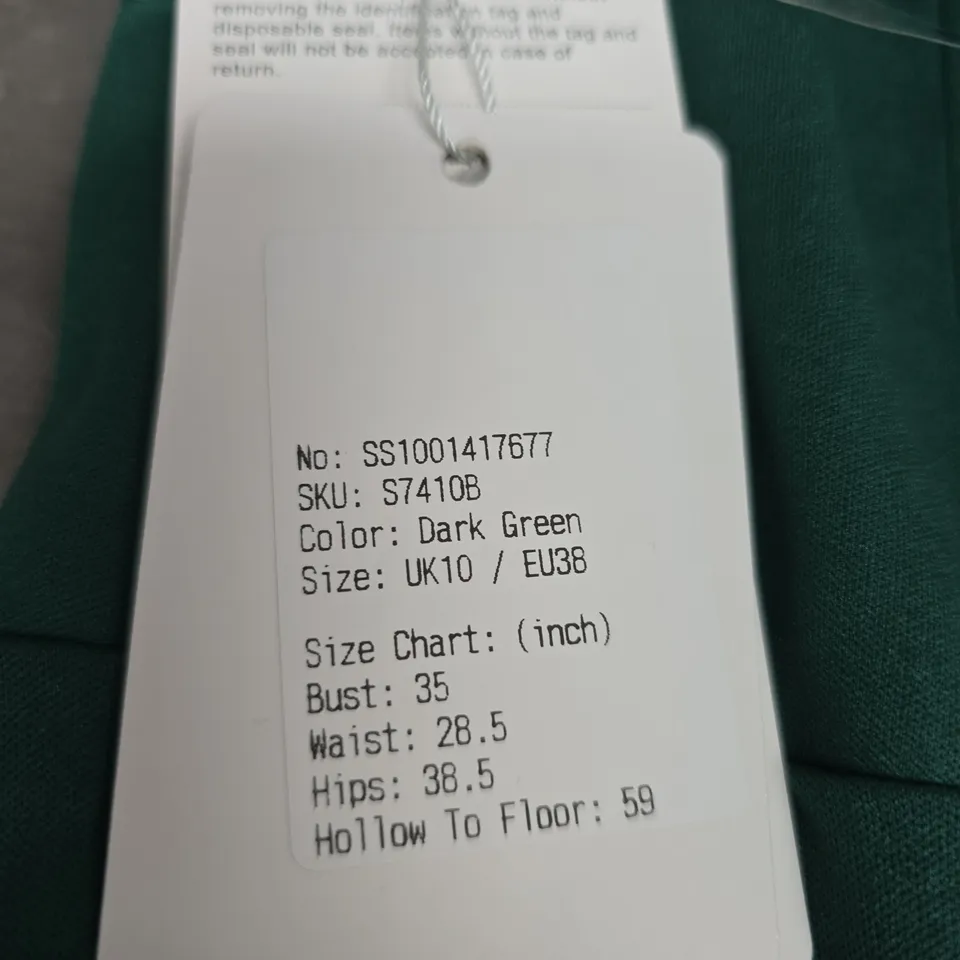 removing the identification tag and
disposable seal. Items without the tag and
seal will not be accepted in case of
return.
No: SS1001417677
SKU: S7410B
Color: Dark Green
Size: UK10 / EU38
Size Chart: (inch)
Bust: 35
Waist: 28.5
Hips: 38.5
Hollow To Floor: 59